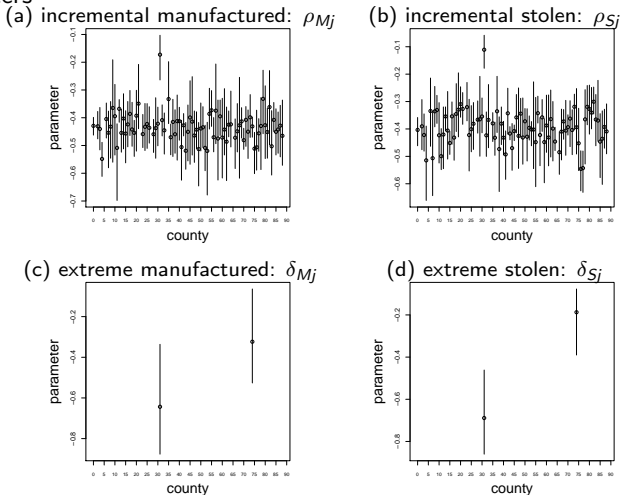 (a) incremental manufactured: ρMj
(b) incremental stolen: ρSj
parameter
-0.1
-0.2
-0.3
-0.4
-0.5
-0.6
-0.7
0 5 10 15 20 25 30 35 40 45 50 55 60 65 70 75 80 85 90
county
parameter
-0.1
-0.2
-0.3
-0.4
-0.5
-0.6
0 5 10 15 20 25 30 35 40 45 50 55 60 65 70 75 80 85 90
county
(c) extreme manufactured: δMj
(d) extreme stolen: δSj
parameter
-0.2
-0.4
-0.6
-0.8
0 5 10 15 20 25 30 35 40 45 50 55 60 65 70 75 80 85 90
county
parameter
-0.2
-0.4
-0.6
-0.8
0 5 10 15 20 25 30 35 40 45 50 55 60 65 70 75 80 85 90
county